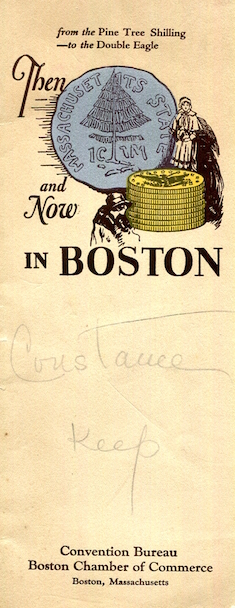 from the Pine Tree Shilling
—to the Double Eagle
Then
MASSACHUSETTS STATE
1C TM
and
Now
IN BOSTON
Constance
Keep
Convention Bureau
Boston Chamber of Commerce
Boston, Massachusetts